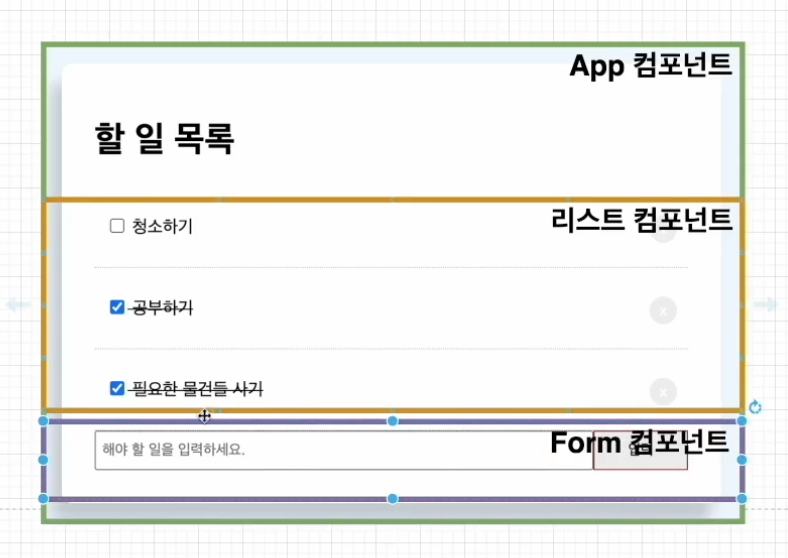 App 컴포넌트
할 일 목록
리스트 컴포넌트
청소하기
공부하기
x
필요한 물건들 사기
x
해야 할 일을 입력하세요.
Form 컴포넌트